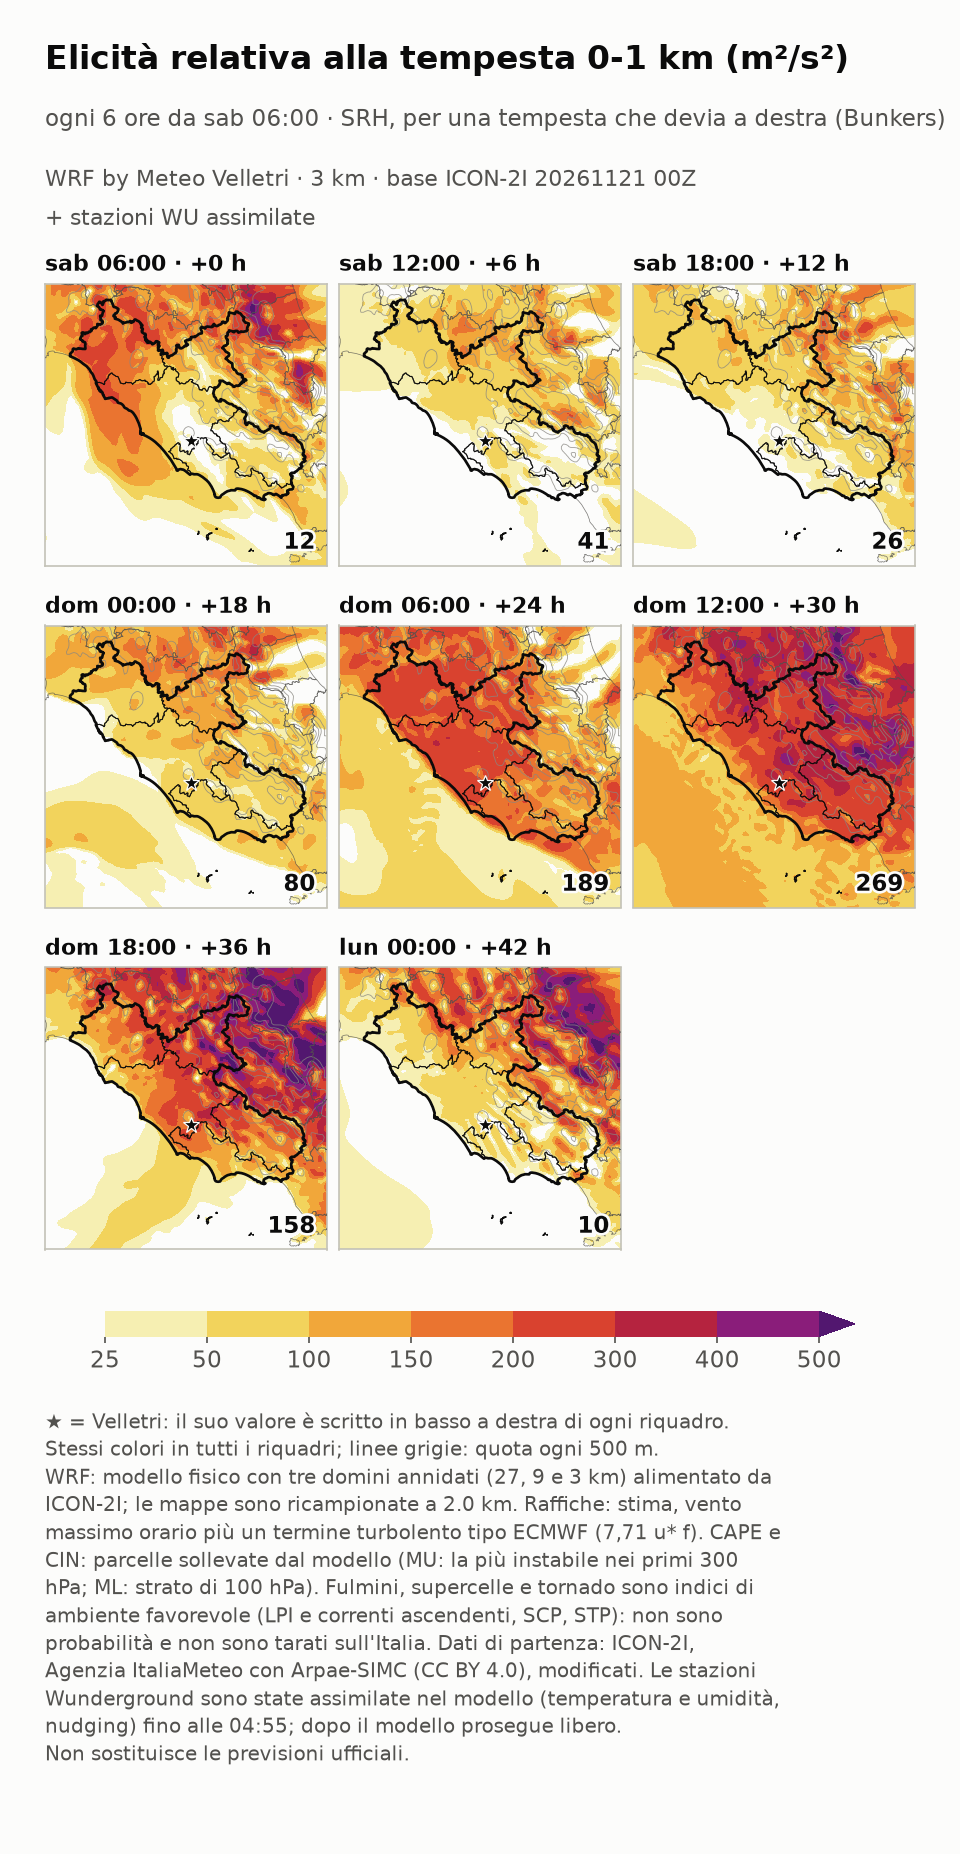 Elicità relativa alla tempesta 0-1 km (m²/s²)
ogni 6 ore da sab 06:00 · SRH, per una tempesta che devia a destra (Bunkers)
WRF by Meteo Velletri · 3 km · base ICON-2I 20261121 00Z
+ stazioni WU assimilate
sab 06:00 · +0 h
sab 12:00 · +6 h
sab 18:00 · +12 h
12
41
26
dom 00:00 · +18 h
dom 06:00 · +24 h
dom 12:00 · +30 h
80
189
269
dom 18:00 · +36 h
lun 00:00 · +42 h
158
10
25 50 100 150 200 300 400 500
★ = Velletri: il suo valore è scritto in basso a destra di ogni riquadro.
Stessi colori in tutti i riquadri; linee grigie: quota ogni 500 m.
WRF: modello fisico con tre domini annidati (27, 9 e 3 km) alimentato da
ICON-2I; le mappe sono ricampionate a 2.0 km. Raffiche: stima, vento
massimo orario più un termine turbolento tipo ECMWF (7,71 u* f). CAPE e
CIN: parcelle sollevate dal modello (MU: la più instabile nei primi 300
hPa; ML: strato di 100 hPa). Fulmini, supercelle e tornado sono indici di
ambiente favorevole (LPI e correnti ascendenti, SCP, STP): non sono
probabilità e non sono tarati sull'Italia. Dati di partenza: ICON-2I,
Agenzia ItaliaMeteo con Arpae-SIMC (CC BY 4.0), modificati. Le stazioni
Wunderground sono state assimilate nel modello (temperatura e umidità,
nudging) fino alle 04:55; dopo il modello prosegue libero.
Non sostituisce le previsioni ufficiali.